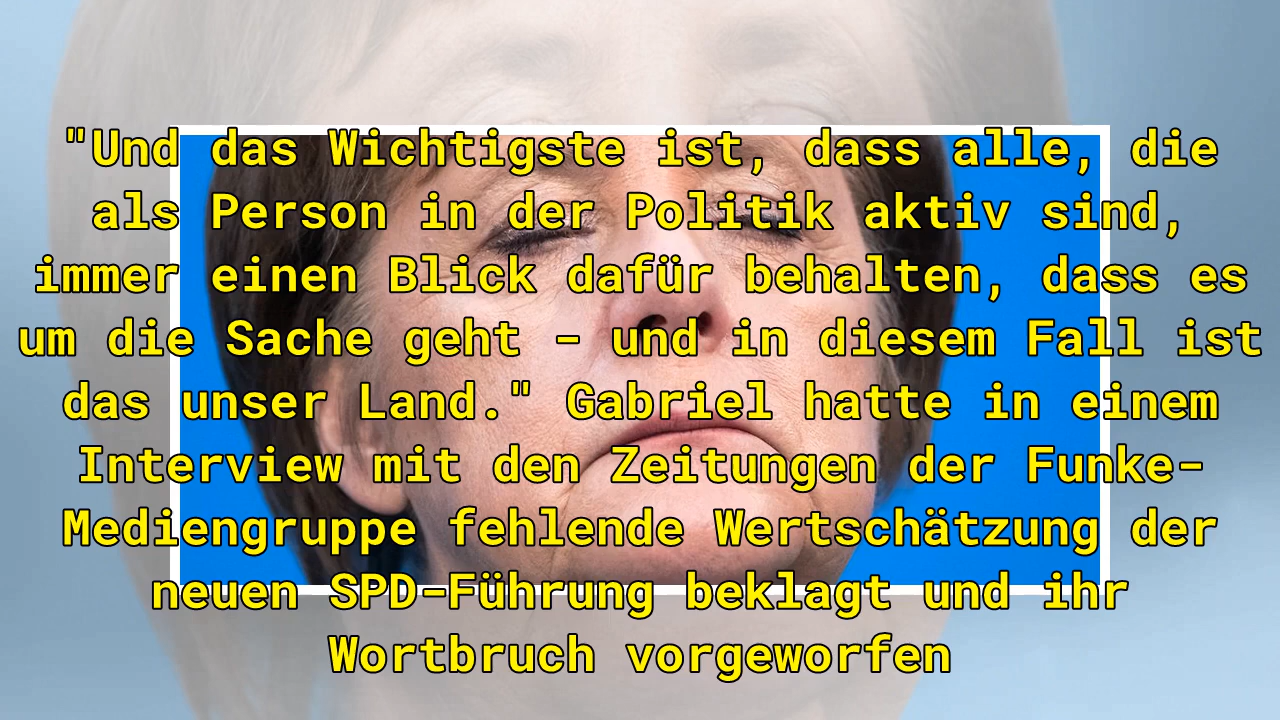 "Und das Wichtigste ist, dass alle, die
als Person in der Politik aktiv sind,
immer einen Blick dafür behalten, dass es
um die Sache geht - und in diesem Fall ist
das unser Land." Gabriel hatte in einem
Interview mit den Zeitungen der Funke-
Mediengruppe fehlende Wertschätzung der
neuen SPD-Führung beklagt und ihr
Wortbruch vorgeworfen